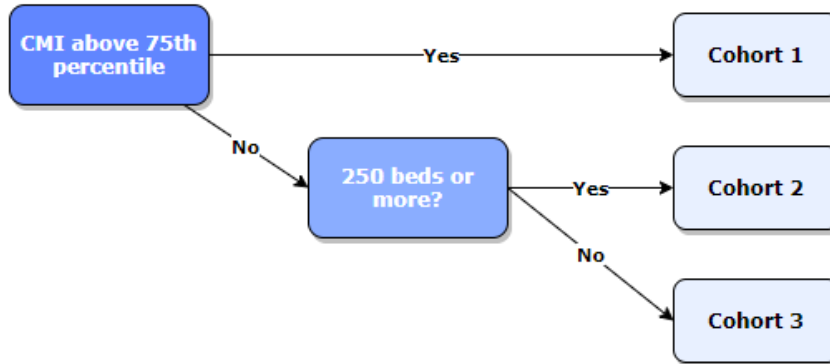 CMI above 75th
percentile
Yes
Cohort 1
No
250 beds or
more?
Yes
Cohort 2
No
Cohort 3